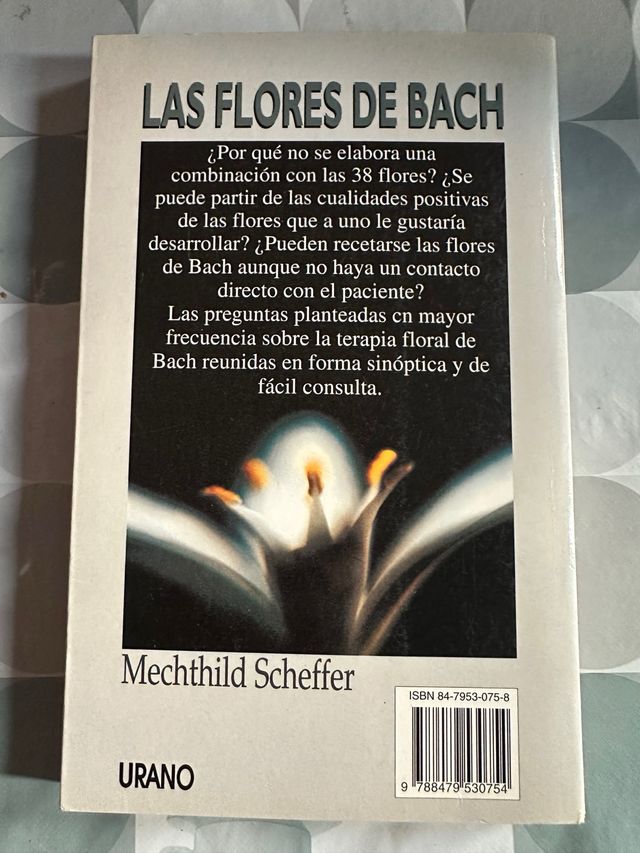 LAS FLORES DE BACH
¿Por qué no se elabora una
combinación con las 38 flores? ¿Se
puede partir de las cualidades positivas
de las flores que a uno le gustaría
desarrollar? ¿Pueden recetarse las flores
de Bach aunque no haya un contacto
directo con el paciente?
Las preguntas planteadas en mayor
frecuencia sobre la terapia floral de
Bach reunidas en forma sinóptica y de
fácil consulta.
Mechthild Scheffer
ISBN 84-7953-075-8
9 788479 530754
URANO